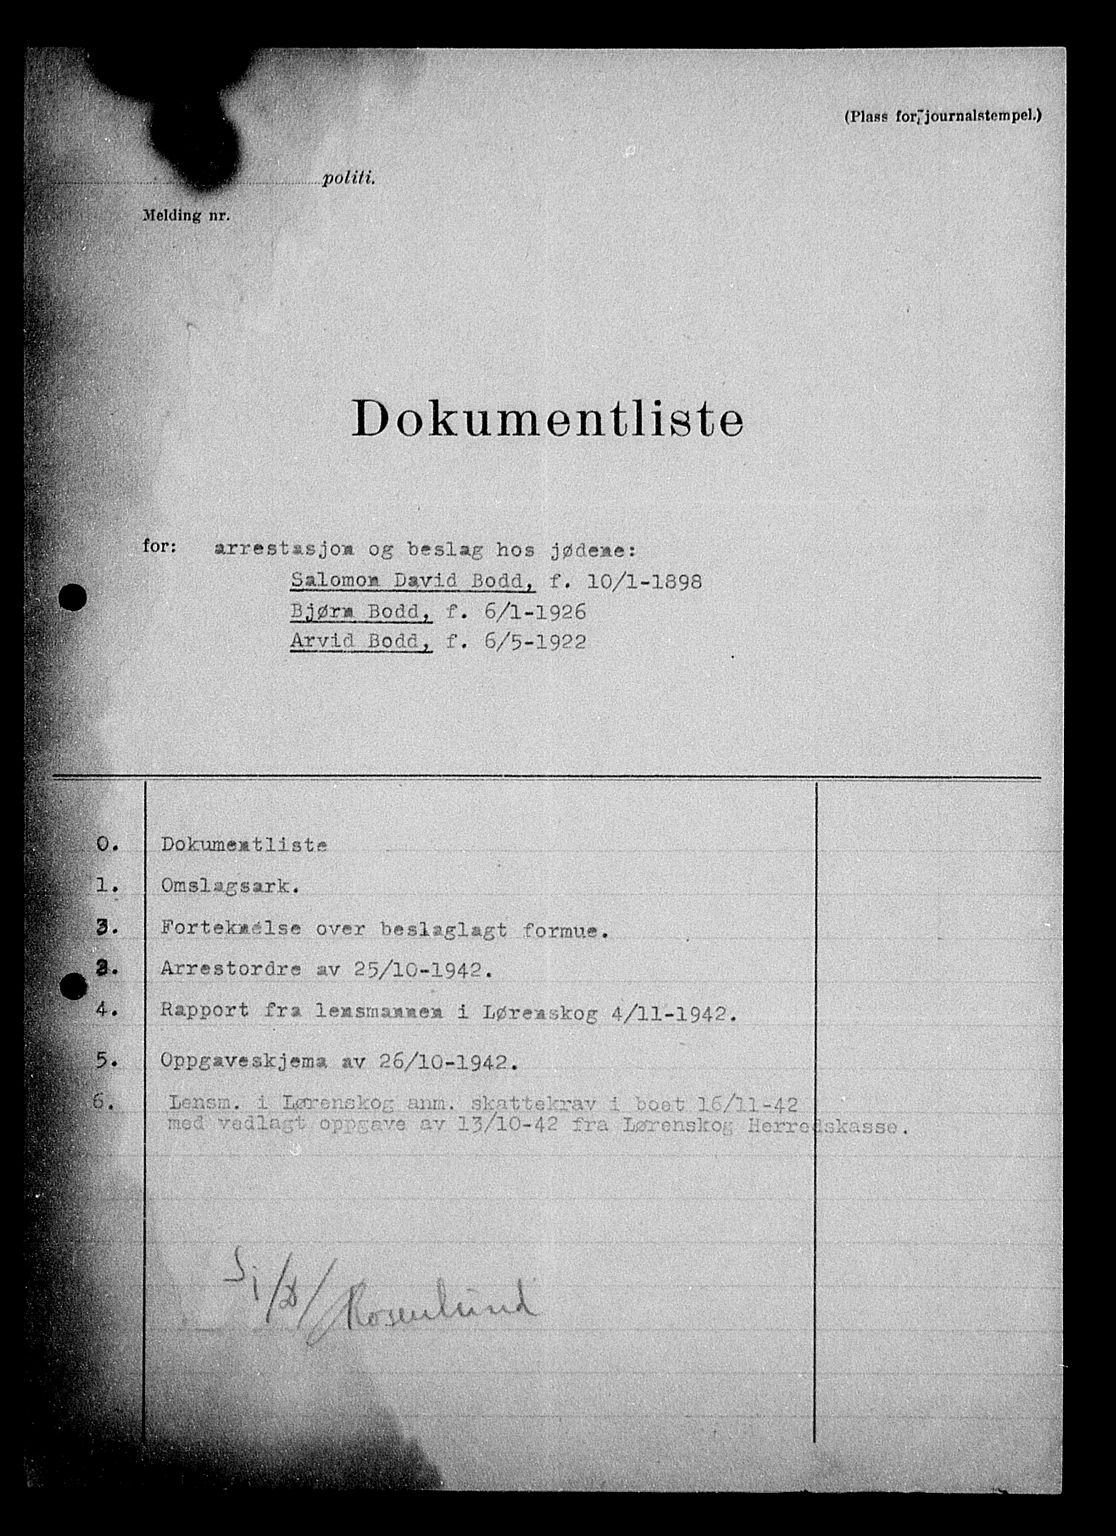 (Plass for journalstempel.)
politi.
Melding nr.
Dokumentliste
for: arrestasjon og beslag hos jødene:
Salomon David Bodd, f. 10/1-1898
Bjørn Bodd, f. 6/1-1926
Arvid Bodd, f. 6/5-1922
0. Dokumentliste
1. Omslagsark.
3. Forteknelse over beslaglagt formue.
2. Arrestordre av 25/10-1942.
4. Rapport fra lensmannen i Lørenskog 4/11-1942.
5. Oppgaveskjema av 26/10-1942.
6. Lensm. i Lørenskog anm. skattekrav i boet 16/11-42
med vedlagt oppgave av 13/10-42 fra Lørenskog Herredskasse.
Rosenlund